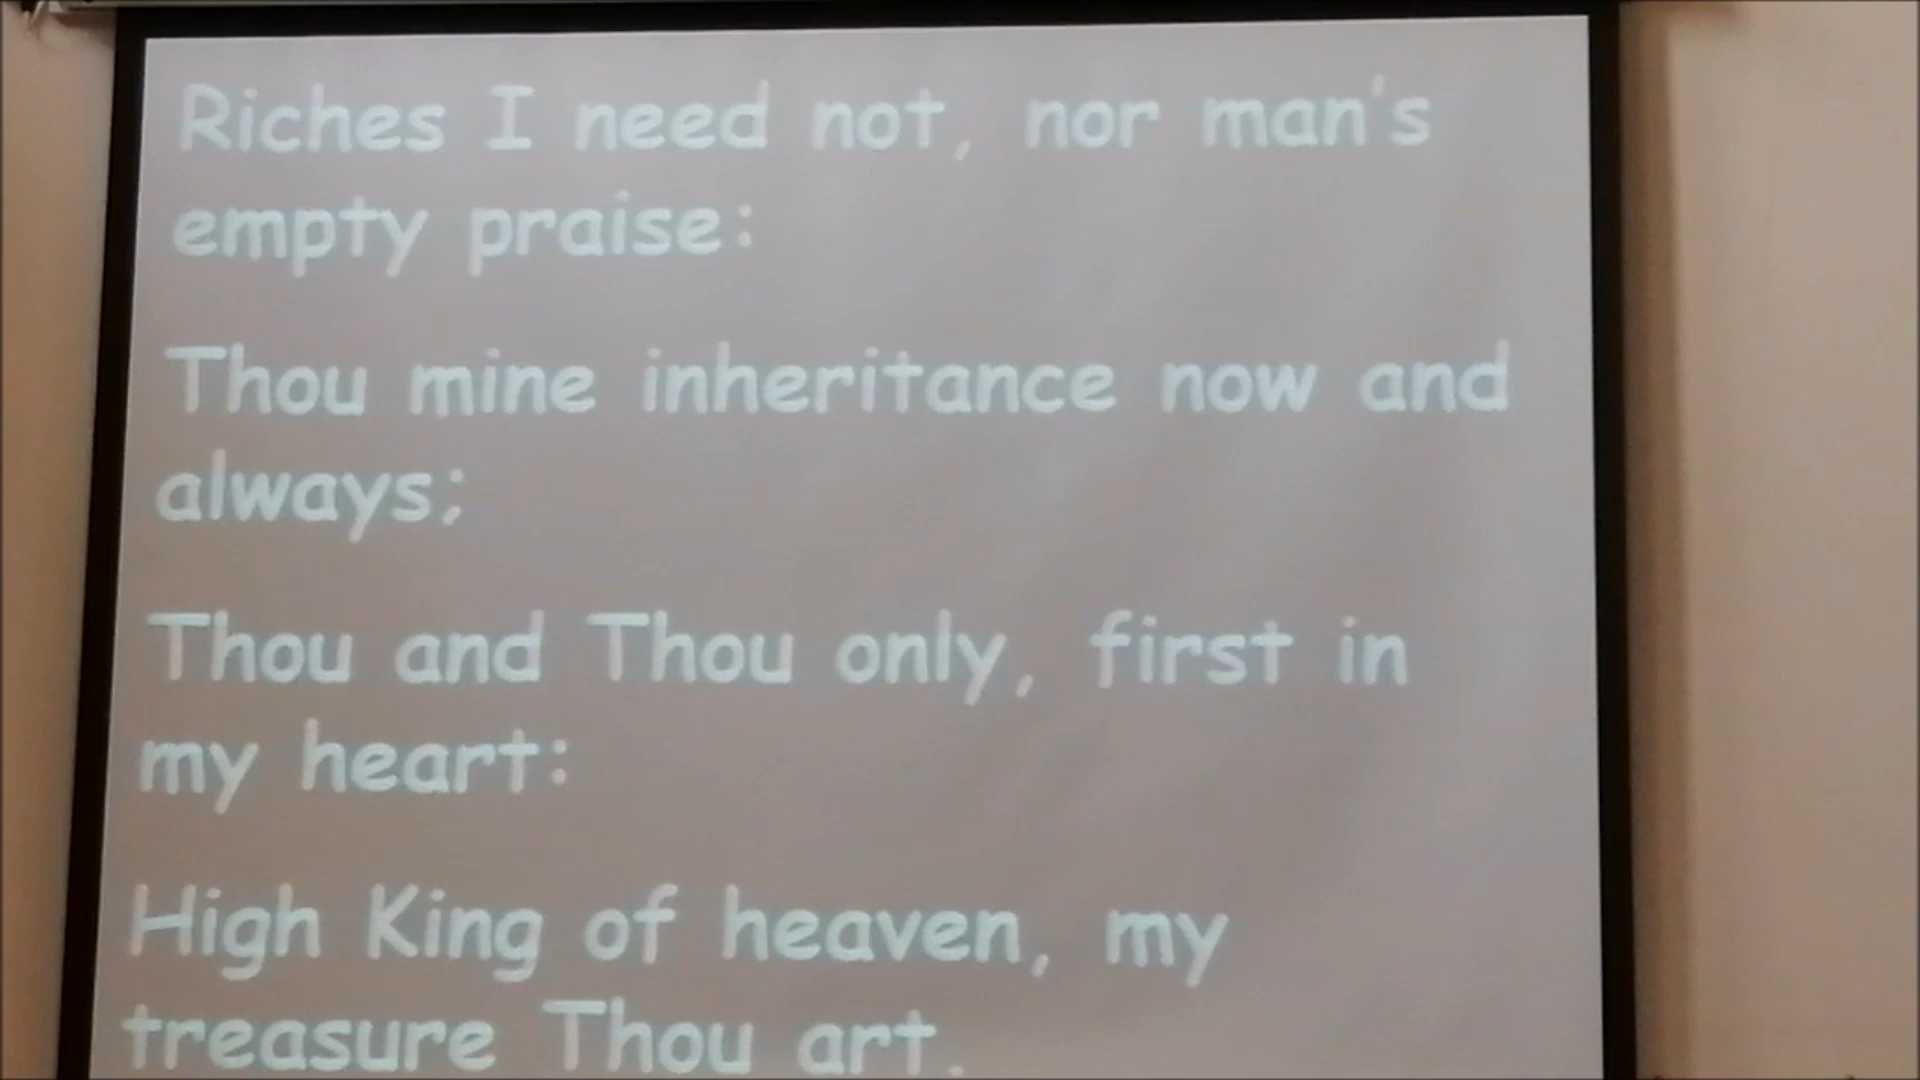 Riches I need not, nor man's
empty praise:
Thou mine inheritance now and
always;
Thou and Thou only, first in
my heart:
High King of heaven, my
treasure Thou art.